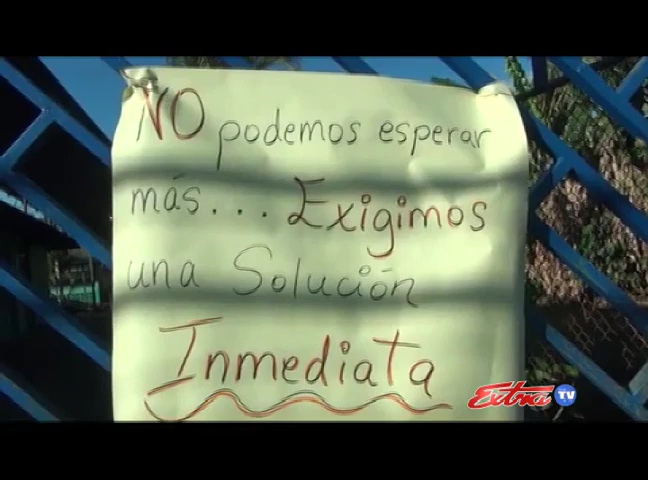 NO podemos esperar
más... Exigimos
una Solución
Inmediata
Extra TV